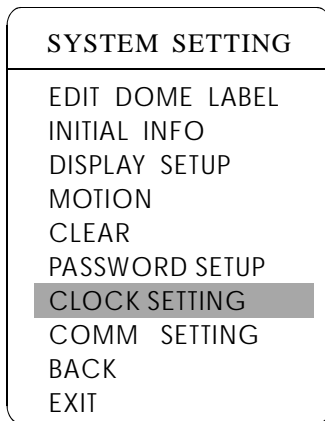 SYSTEM SETTING
EDIT DOME LABEL
INITIAL INFO
DISPLAY SETUP
MOTION
CLEAR
PASSWORD SETUP
CLOCK SETTING
COMM SETTING
BACK
EXIT